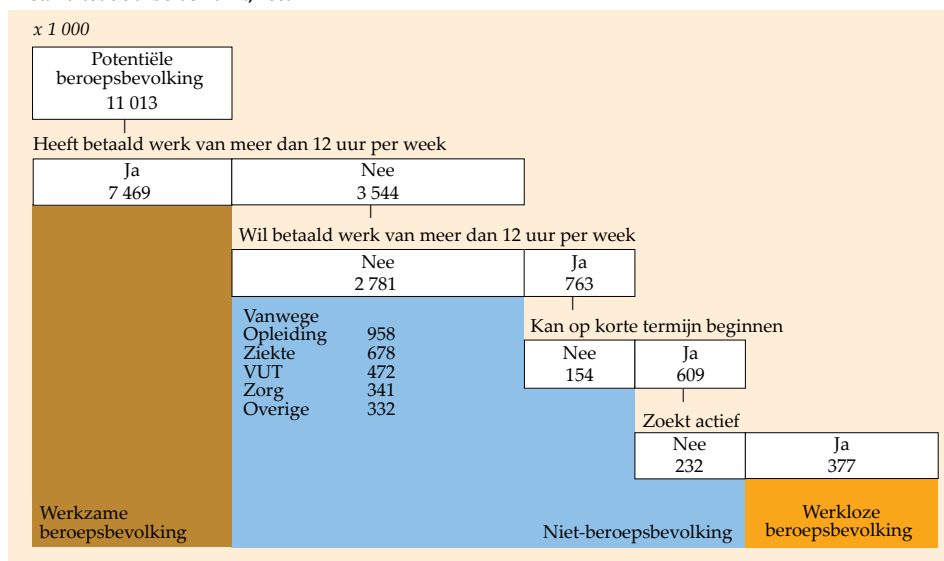 x 1 000
Potentiële
beroepsbevolking
11 013
Heeft betaald werk van meer dan 12 uur per week
Ja
7 469
Nee
3 544
Wil betaald werk van meer dan 12 uur per week
Nee
2 781
Ja
763
Vanwege
Opleiding 958
Ziekte 678
VUT 472
Zorg 341
Overige 332
Kan op korte termijn beginnen
Nee
154
Ja
609
Zoekt actief
Nee
232
Ja
377
Werkzame
beroepsbevolking
Niet-beroepsbevolking
Werkloze
beroepsbevolking